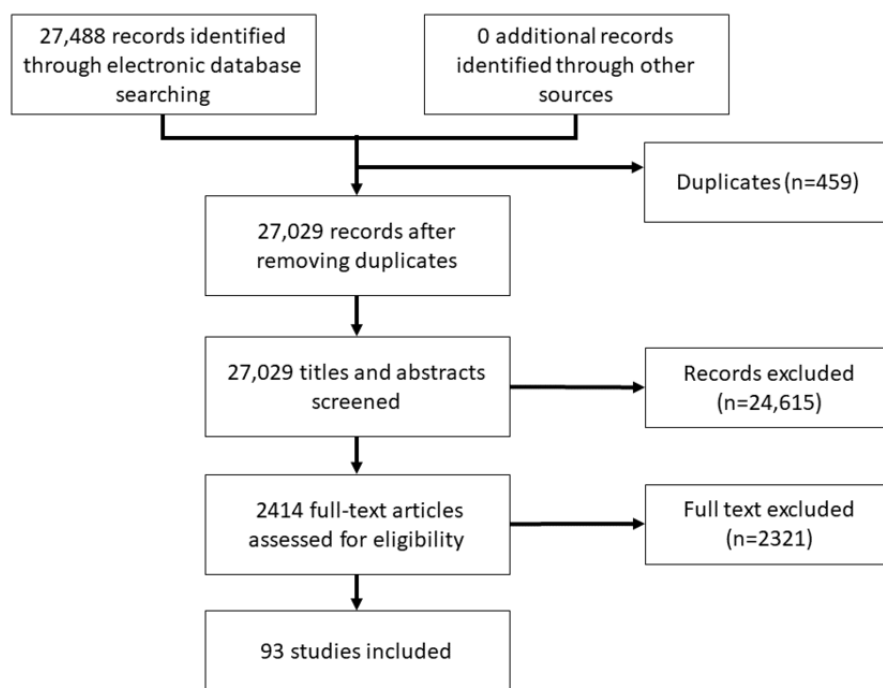 27,488 records identified
through electronic database
searching
0 additional records
identified through other
sources
Duplicates (n=459)
27,029 records after
removing duplicates
27,029 titles and abstracts
screened
Records excluded
(n=24,615)
2414 full-text articles
assessed for eligibility
Full text excluded
(n=2321)
93 studies included